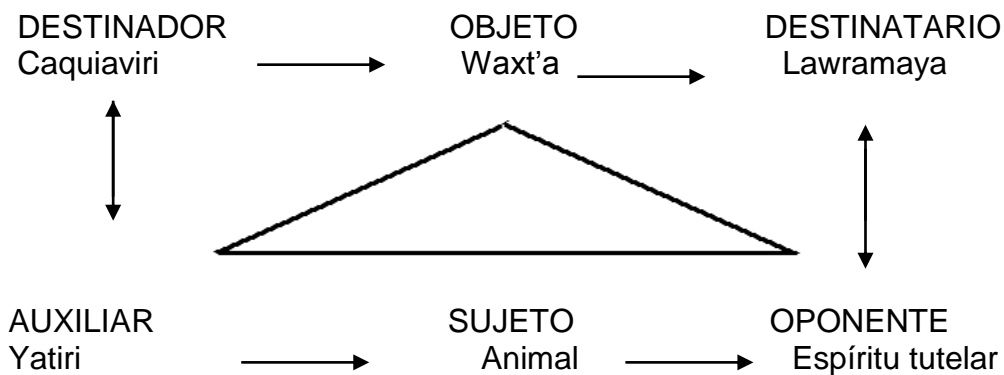 DESTINADOR OBJETO DESTINATARIO
Caquiaviri Waxt’a Lawramaya
AUXILIAR SUJETO OPONENTE
Yatiri Animal Espíritu tutelar